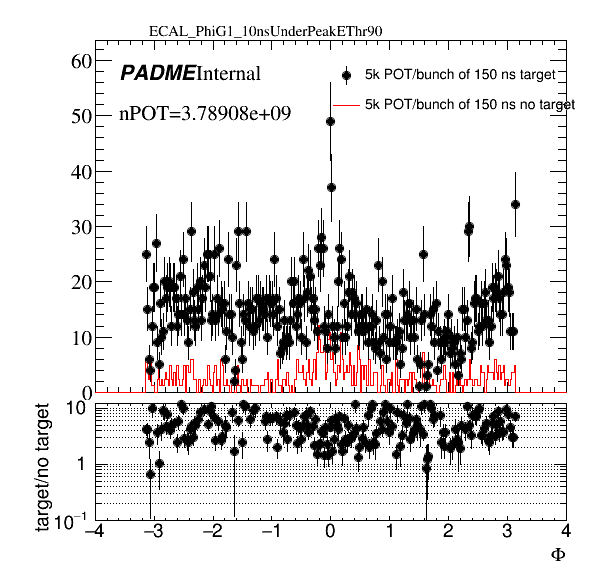 ECAL_PhiG1_10nsUnderPeakEThr90
60
50
40
30
20
10
0
PADME Internal
nPOT=3.78908e+09
5k POT/bunch of 150 ns target
5k POT/bunch of 150 ns no target
target/no target
10
1
10⁻¹
−4 −3 −2 −1 0 1 2 3 4
Φ